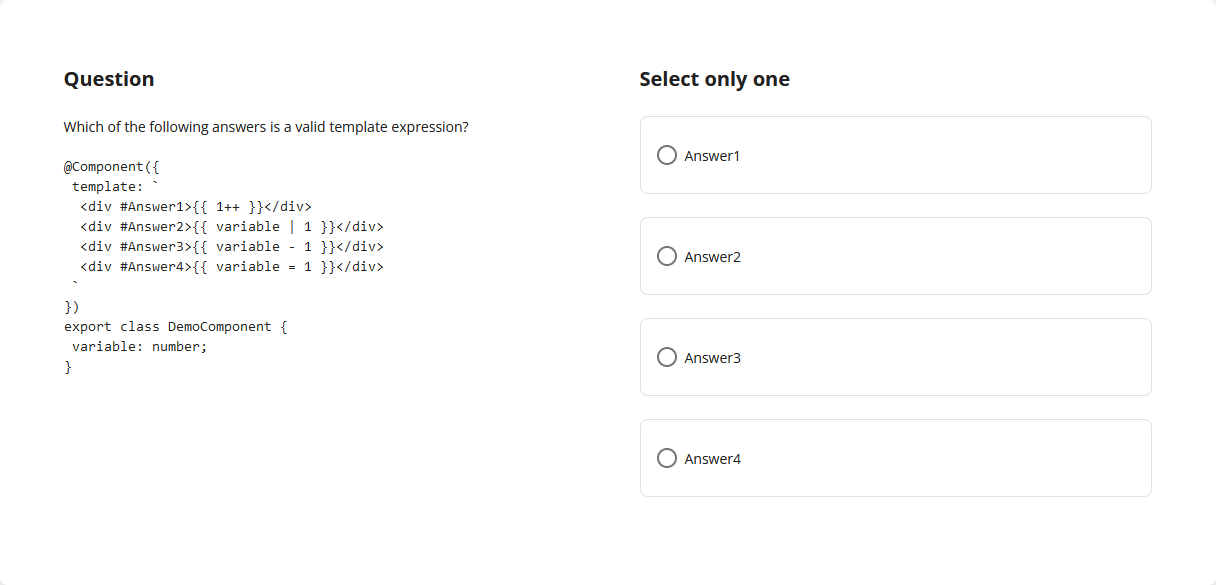 Question
Which of the following answers is a valid template expression?
@Component({
 template: `
  <div #Answer1>{{ 1++ }}</div>
  <div #Answer2>{{ variable | 1 }}</div>
  <div #Answer3>{{ variable - 1 }}</div>
  <div #Answer4>{{ variable = 1 }}</div>
 `
})
export class DemoComponent {
 variable: number;
}
Select only one
Answer1
Answer2
Answer3
Answer4